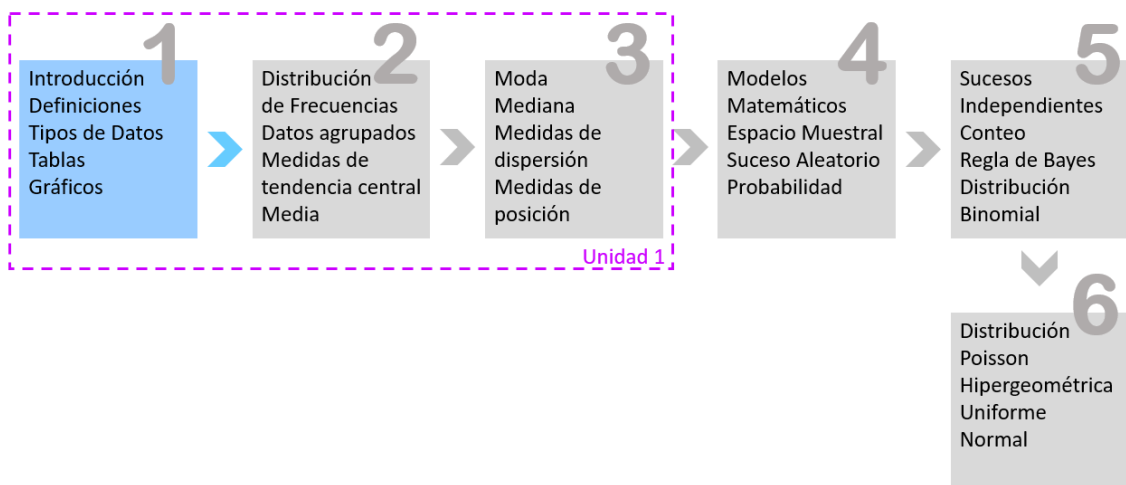 1
Introducción
Definiciones
Tipos de Datos
Tablas
Gráficos
2
Distribución
de Frecuencias
Datos agrupados
Medidas de
tendencia central
Media
3
Moda
Mediana
Medidas de
dispersión
Medidas de
posición
Unidad 1
4
Modelos
Matemáticos
Espacio Muestral
Suceso Aleatorio
Probabilidad
5
Sucesos
Independientes
Conteo
Regla de Bayes
Distribución
Binomial
6
Distribución
Poisson
Hipergeométrica
Uniforme
Normal